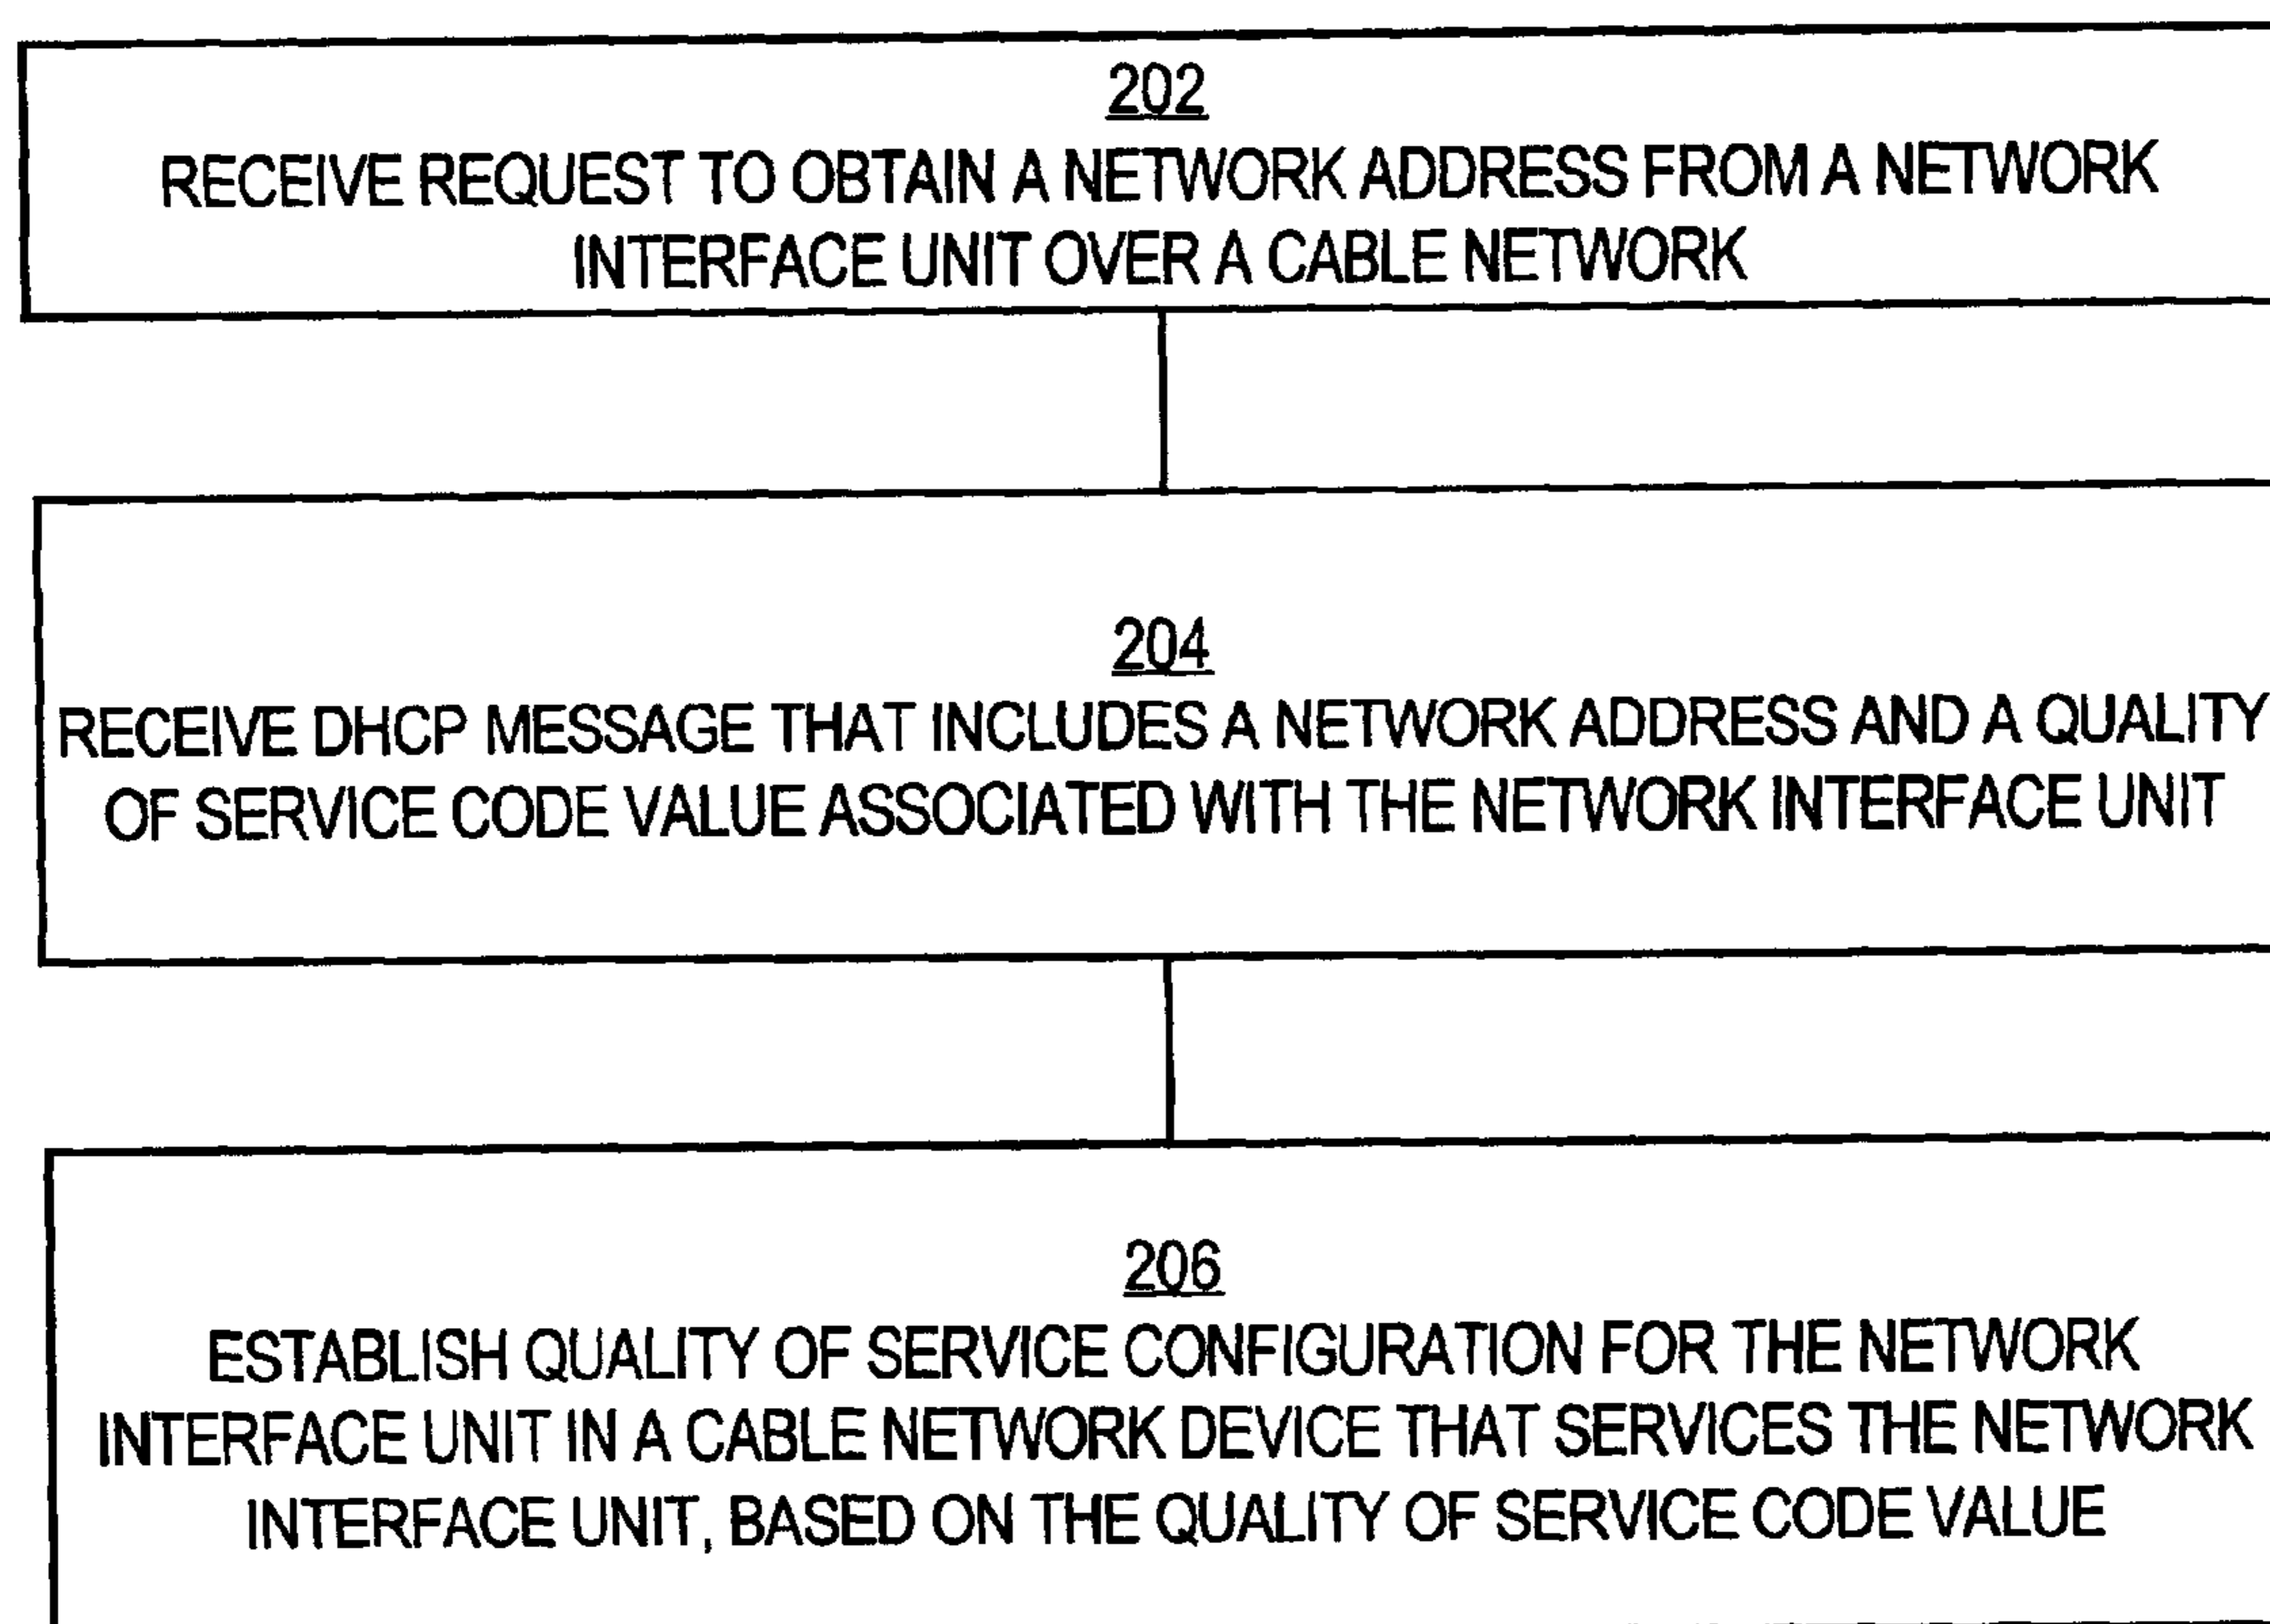 202
RECEIVE REQUEST TO OBTAIN A NETWORK ADDRESS FROM A NETWORK
INTERFACE UNIT OVER A CABLE NETWORK
204
RECEIVE DHCP MESSAGE THAT INCLUDES A NETWORK ADDRESS AND A QUALITY
OF SERVICE CODE VALUE ASSOCIATED WITH THE NETWORK INTERFACE UNIT
206
ESTABLISH QUALITY OF SERVICE CONFIGURATION FOR THE NETWORK
INTERFACE UNIT IN A CABLE NETWORK DEVICE THAT SERVICES THE NETWORK
INTERFACE UNIT, BASED ON THE QUALITY OF SERVICE CODE VALUE